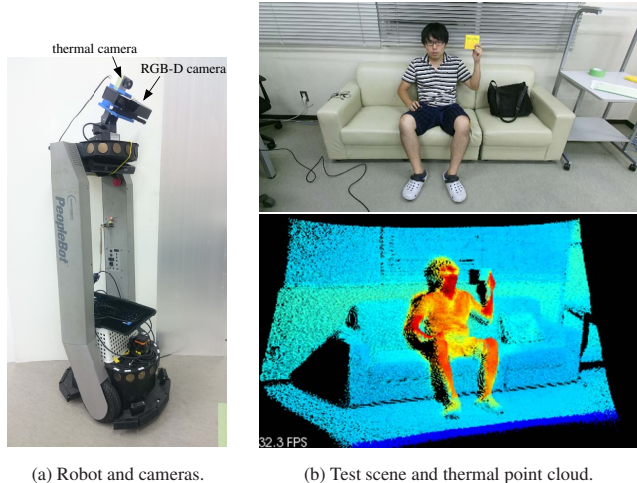 thermal camera
RGB-D camera
PeopleBot
32.3 FPS
(a) Robot and cameras.
(b) Test scene and thermal point cloud.